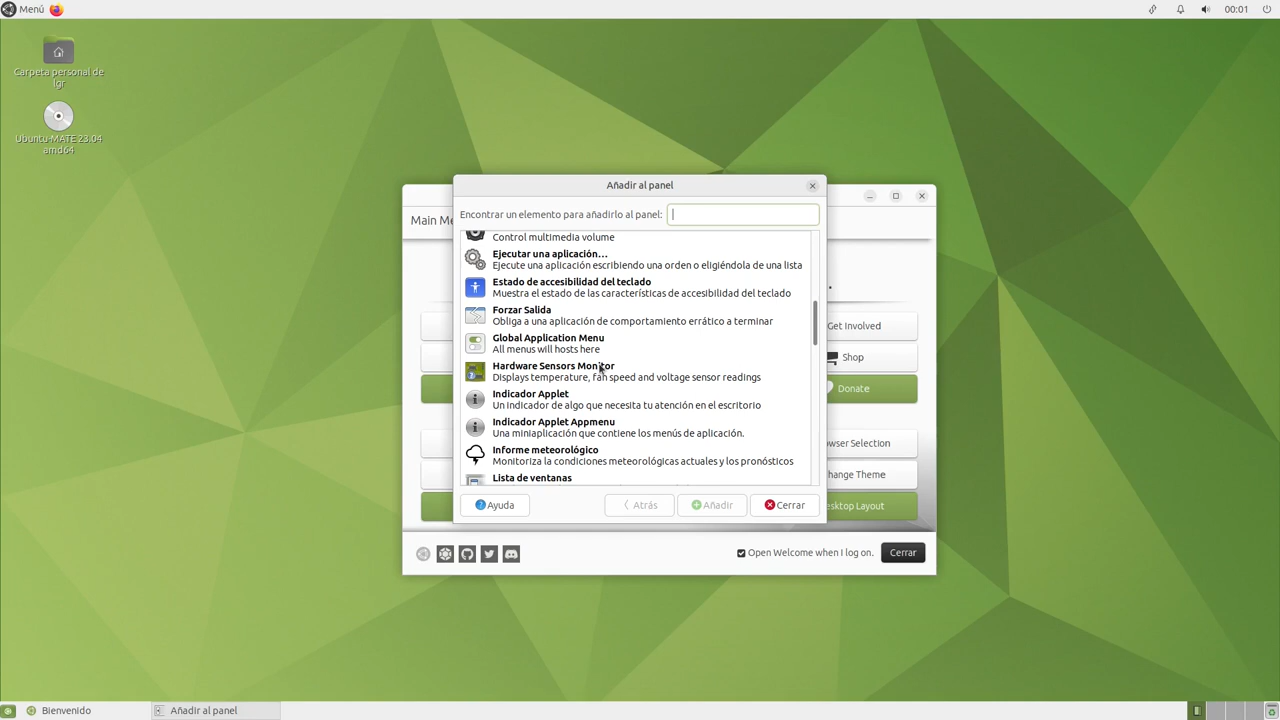 Menú
00:01
Carpeta personal de
lgr
Ubuntu-MATE 23.04
amd64
Añadir al panel
Main Me
Encontrar un elemento para añadirlo al panel:
Control multimedia volume
Ejecutar una aplicación...
Ejecute una aplicación escribiendo una orden o eligiéndola de una lista
Estado de accesibilidad del teclado
Muestra el estado de las características de accesibilidad del teclado
Forzar Salida
Obliga a una aplicación de comportamiento errático a terminar
Global Application Menu
All menus will hosts here
Hardware Sensors Monitor
Displays temperature, fan speed and voltage sensor readings
Indicador Applet
Un indicador de algo que necesita tu atención en el escritorio
Indicador Applet Appmenu
Una miniaplicación que contiene los menús de aplicación.
Informe meteorológico
Monitoriza la condiciones meteorológicas actuales y los pronósticos
Lista de ventanas
Ayuda
Atrás
Añadir
Cerrar
.
Get Involved
Shop
Donate
owser Selection
hange Theme
esktop Layout
Open Welcome when I log on.
Cerrar
Bienvenido
Añadir al panel